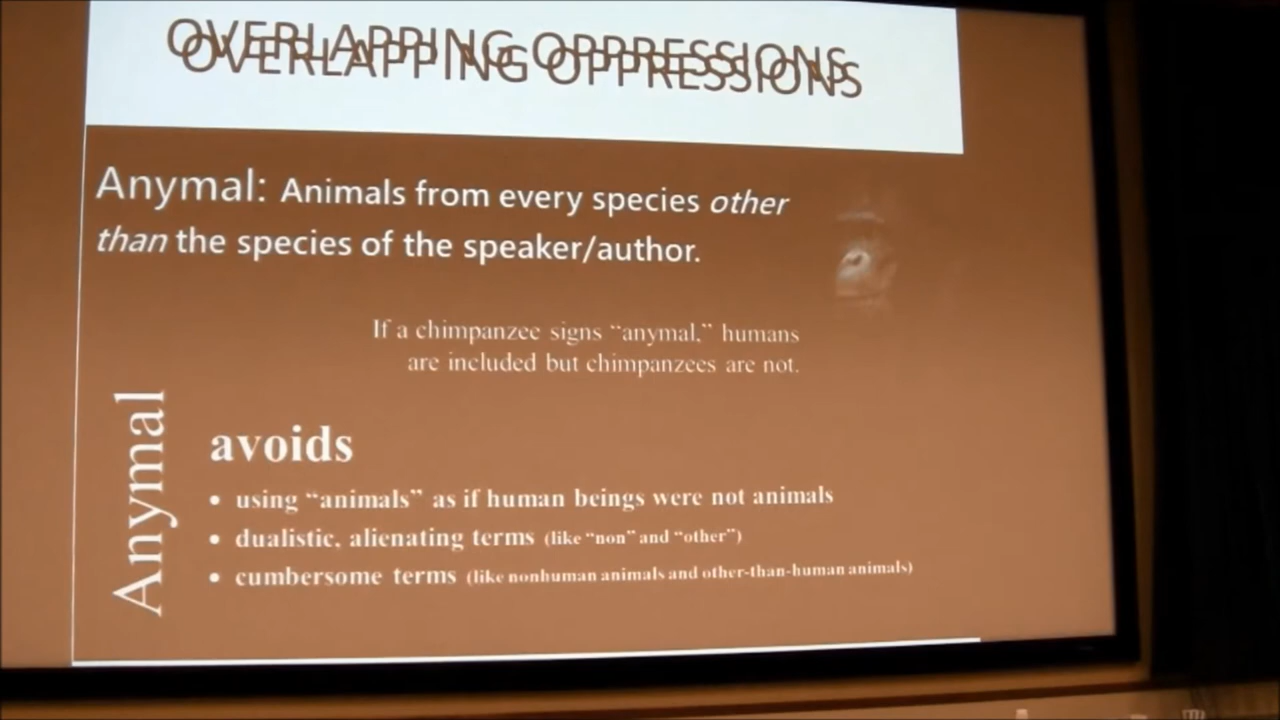 OVERLAPPING OPPRESSIONS
OVERLAPPING OPPRESSIONS
Anymal: Animals from every species other
than the species of the speaker/author.
If a chimpanzee signs “anymal,” humans
are included but chimpanzees are not.
Anymal
avoids
• using “animals” as if human beings were not animals
• dualistic, alienating terms (like “non” and “other”)
• cumbersome terms (like nonhuman animals and other-than-human animals)